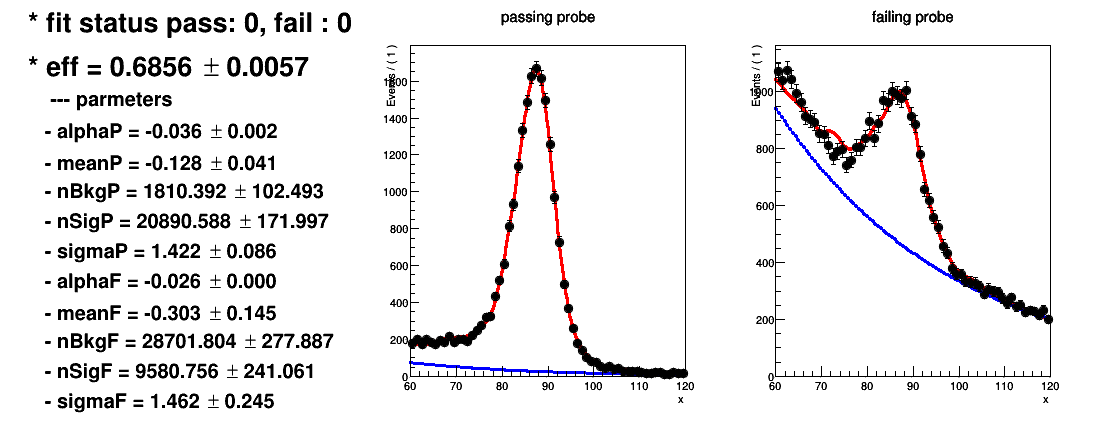 * fit status pass: 0, fail : 0
* eff = 0.6856 ± 0.0057
--- parmeters
- alphaP = -0.036 ± 0.002
- meanP = -0.128 ± 0.041
- nBkgP = 1810.392 ± 102.493
- nSigP = 20890.588 ± 171.997
- sigmaP = 1.422 ± 0.086
- alphaF = -0.026 ± 0.000
- meanF = -0.303 ± 0.145
- nBkgF = 28701.804 ± 277.887
- nSigF = 9580.756 ± 241.061
- sigmaF = 1.462 ± 0.245
passing probe
Events / ( 1 )
1600
1400
1200
1000
800
600
400
200
0
60 70 80 90 100 110 120
x
failing probe
Events / ( 1 )
1000
800
600
400
200
0
60 70 80 90 100 110 120
x